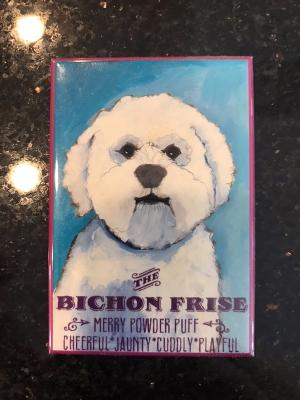 THE
BICHON FRISE
MERRY POWDER PUFF
CHEERFUL*JAUNTY*CUDDLY*PLAYFUL